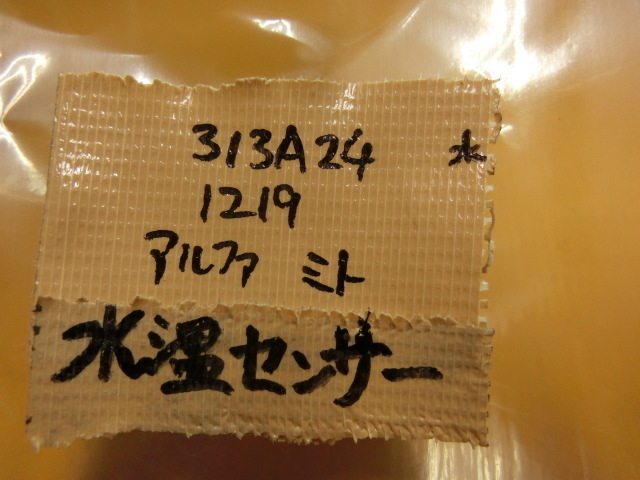 313A24 水
1219
アルファ ミト
水温センサー